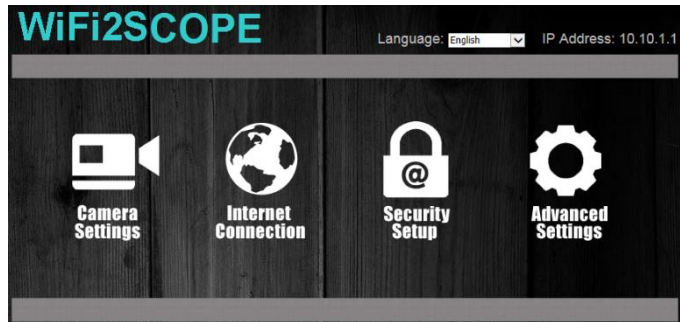 WiFi2SCOPE
Language: English IP Address: 10.10.1.1
@
Camera Settings
Internet Connection
Security Setup
Advanced Settings